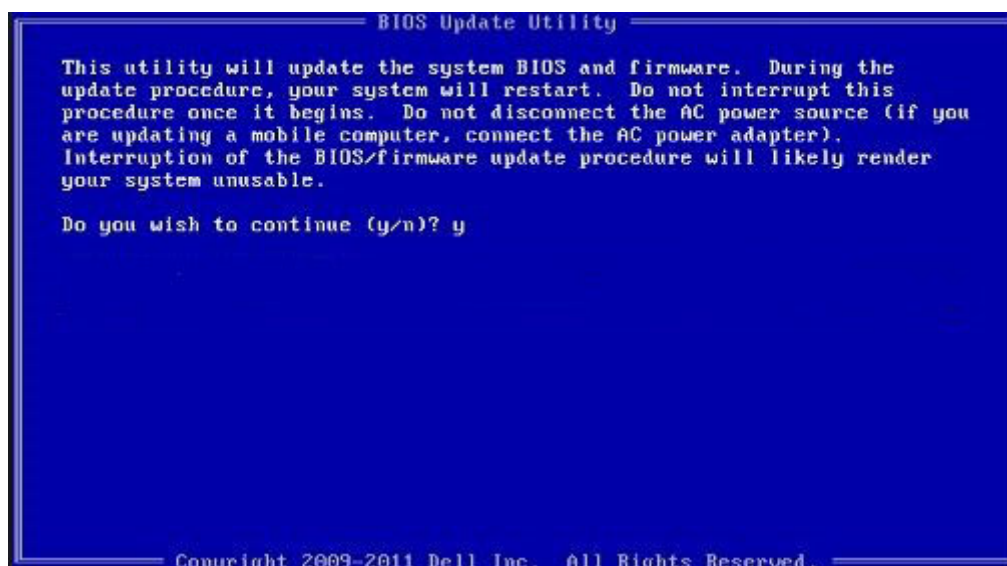 BIOS Update Utility
This utility will update the system BIOS and firmware. During the
update procedure, your system will restart. Do not interrupt this
procedure once it begins. Do not disconnect the AC power source (if you
are updating a mobile computer, connect the AC power adapter).
Interruption of the BIOS/firmware update procedure will likely render
your system unusable.
Do you wish to continue (y/n)? y
Copyright 2009-2011 Dell Inc. All Rights Reserved.